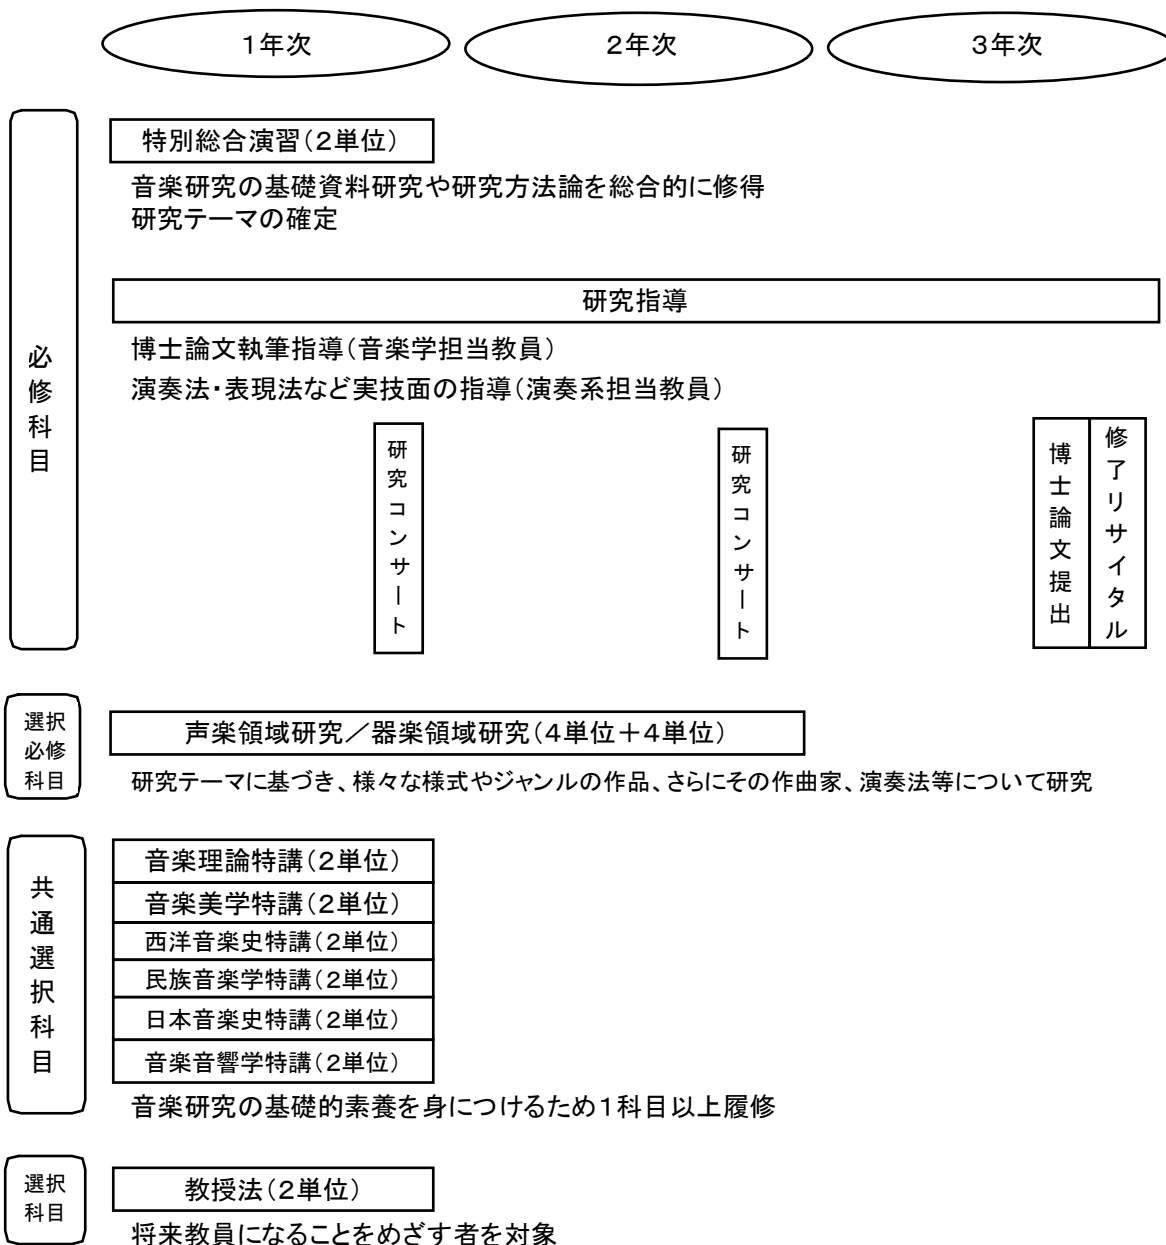 1年次
2年次
3年次
必修科目
特別総合演習(2単位)
音楽研究の基礎資料研究や研究方法論を総合的に修得
研究テーマの確定
研究指導
博士論文執筆指導(音楽学担当教員)
演奏法・表現法など実技面の指導(演奏系担当教員)
研究コンサート
研究コンサート
博士論文提出
修了リサイタル
選択
必修
科目
声楽領域研究/器楽領域研究(4単位+4単位)
研究テーマに基づき、様々な様式やジャンルの作品、さらにその作曲家、演奏法等について研究
共通選択科目
音楽理論特講(2単位)
音楽美学特講(2単位)
西洋音楽史特講(2単位)
民族音楽学特講(2単位)
日本音楽史特講(2単位)
音楽音響学特講(2単位)
音楽研究の基礎的素養を身につけるため1科目以上履修
選択
科目
教授法(2単位)
将来教員になることをめざす者を対象